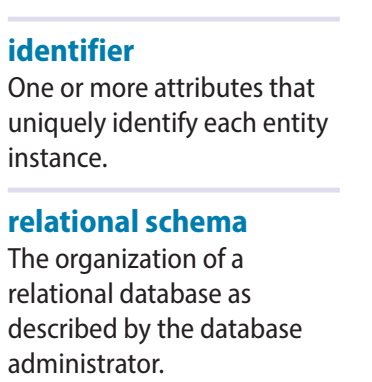 identifier
One or more attributes that
uniquely identify each entity
instance.
relational schema
The organization of a
relational database as
described by the database
administrator.